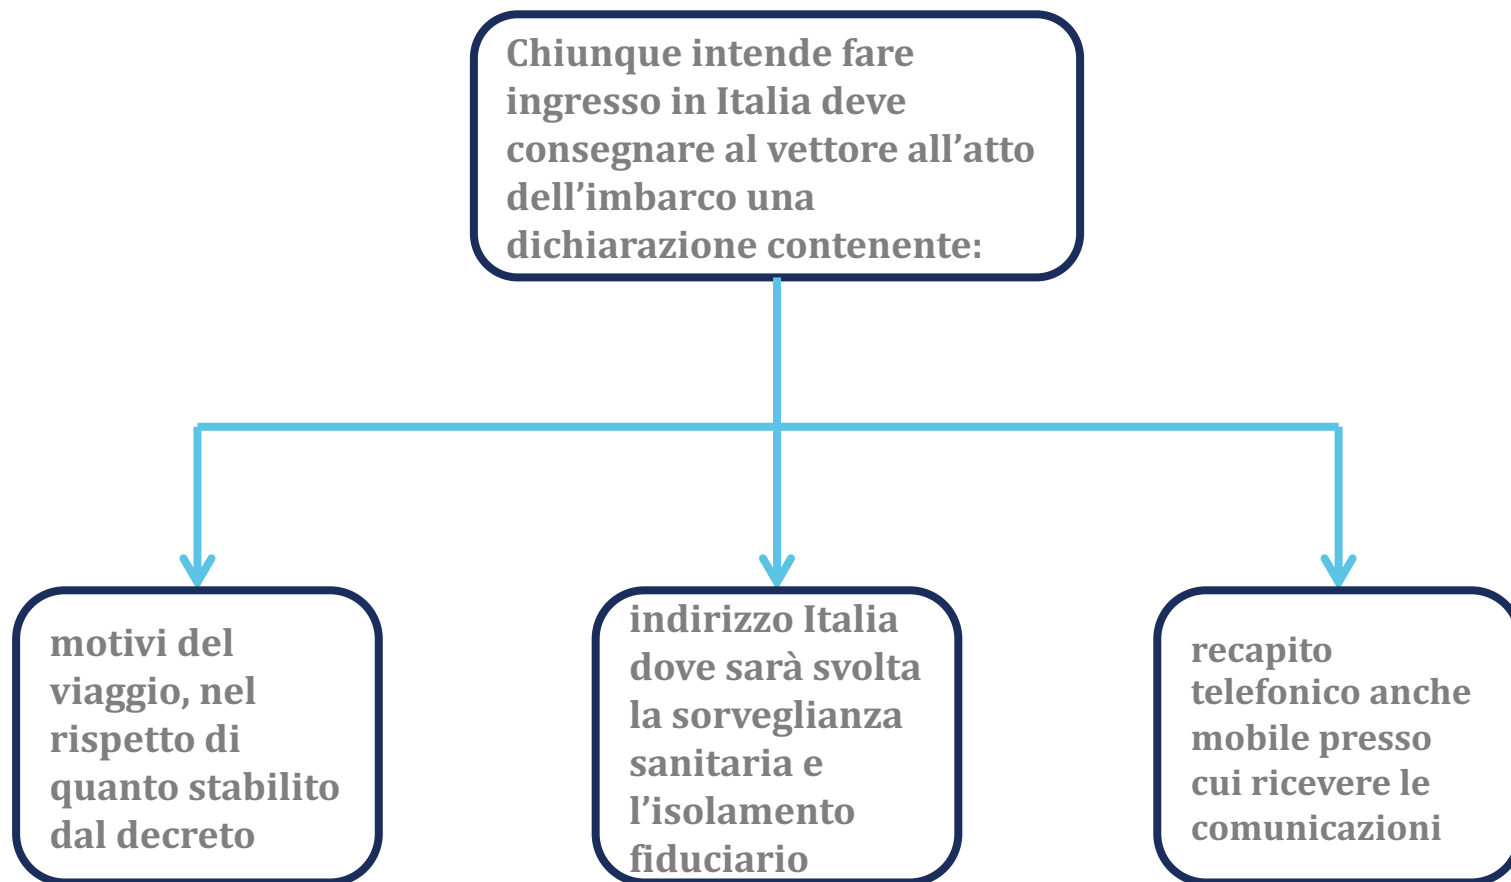 Chiunque intende fare
ingresso in Italia deve
consegnare al vettore all’atto
dell’imbarco una
dichiarazione contenente:
motivi del
viaggio, nel
rispetto di
quanto stabilito
dal decreto
indirizzo Italia
dove sarà svolta
la sorveglianza
sanitaria e
l’isolamento
fiduciario
recapito
telefonico anche
mobile presso
cui ricevere le
comunicazioni